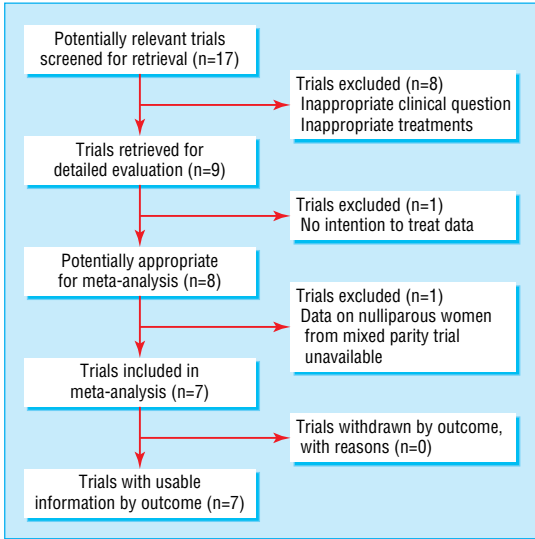 Potentially relevant trials
screened for retrieval (n=17)
Trials excluded (n=8)
Inappropriate clinical question
Inappropriate treatments
Trials retrieved for
detailed evaluation (n=9)
Trials excluded (n=1)
No intention to treat data
Potentially appropriate
for meta-analysis (n=8)
Trials excluded (n=1)
Data on nulliparous women
from mixed parity trial
unavailable
Trials included in
meta-analysis (n=7)
Trials withdrawn by outcome,
with reasons (n=0)
Trials with usable
information by outcome (n=7)